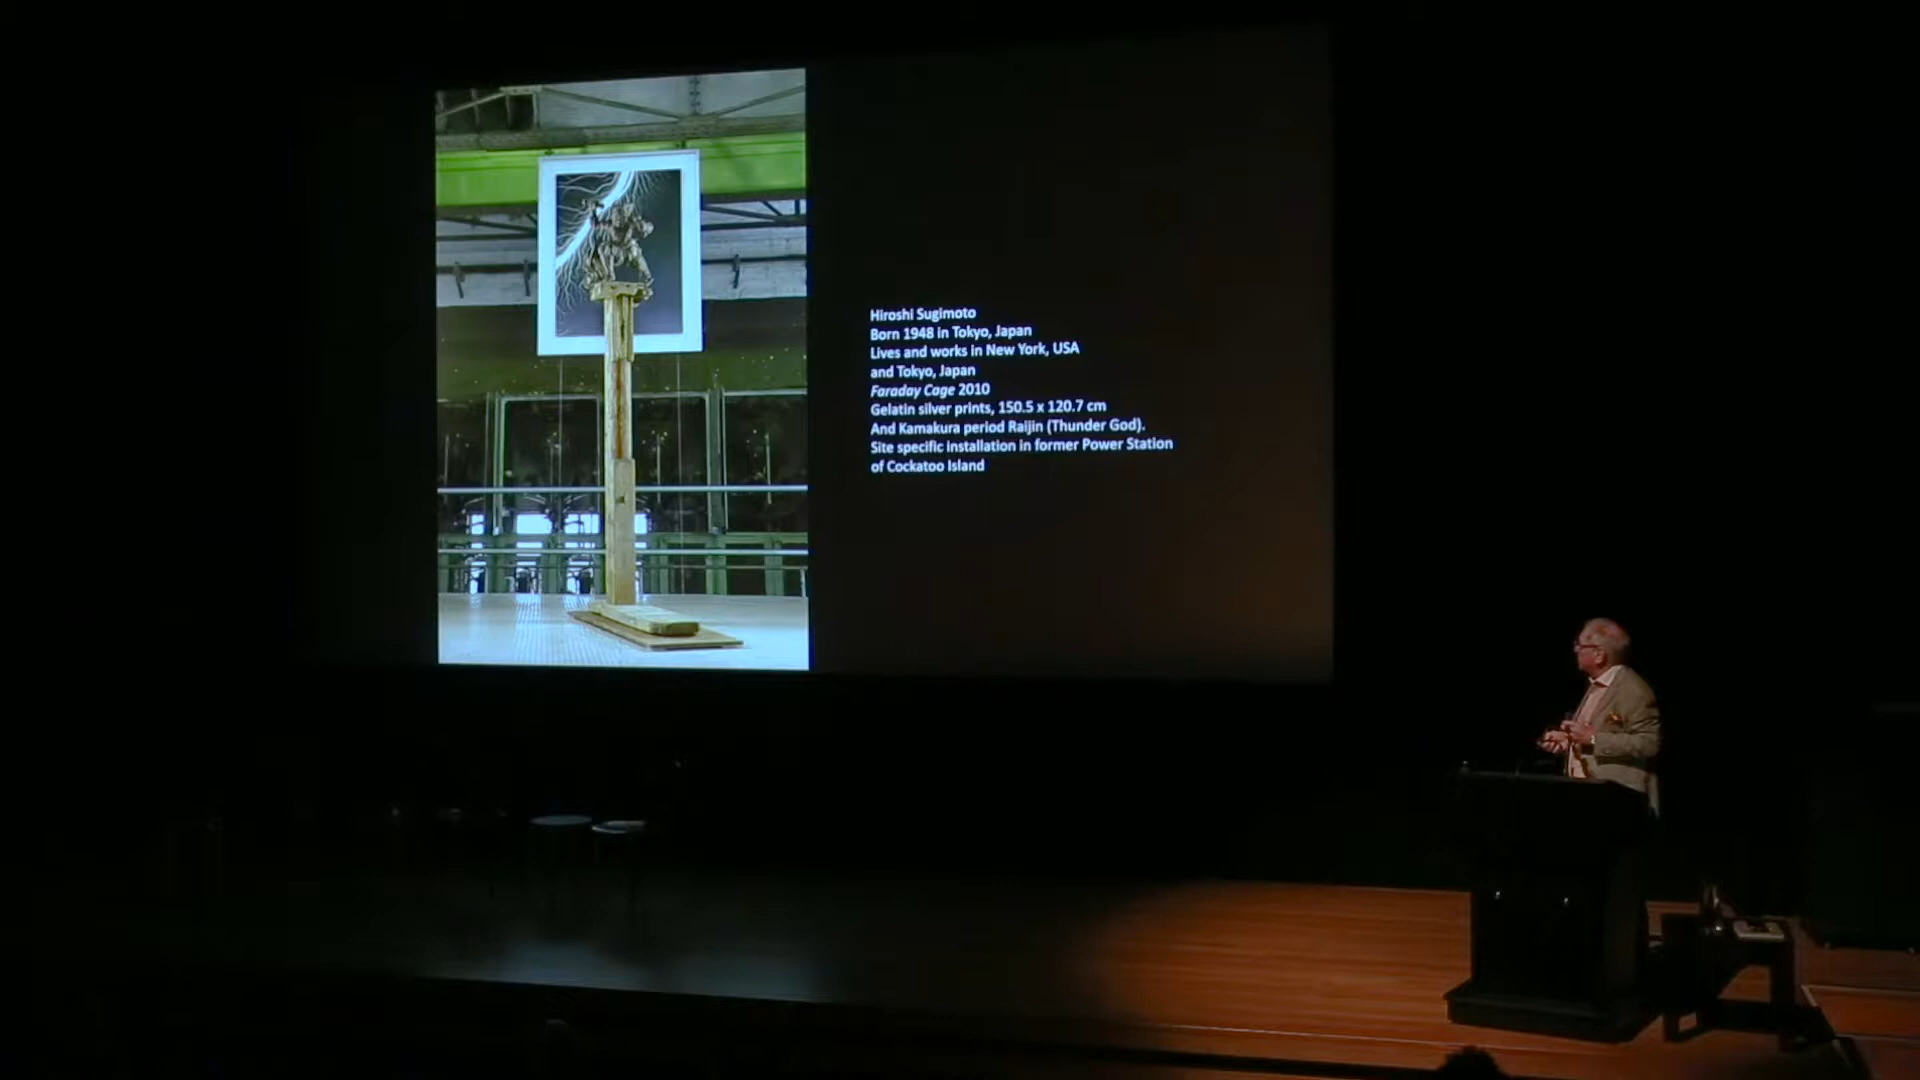 Hiroshi Sugimoto
Born 1948 in Tokyo, Japan
Lives and works in New York, USA
and Tokyo, Japan
Faraday Cage 2010
Gelatin silver prints, 150.5 x 120.7 cm
And Kamakura period Raijin (Thunder God).
Site specific installation in former Power Station
of Cockatoo Island